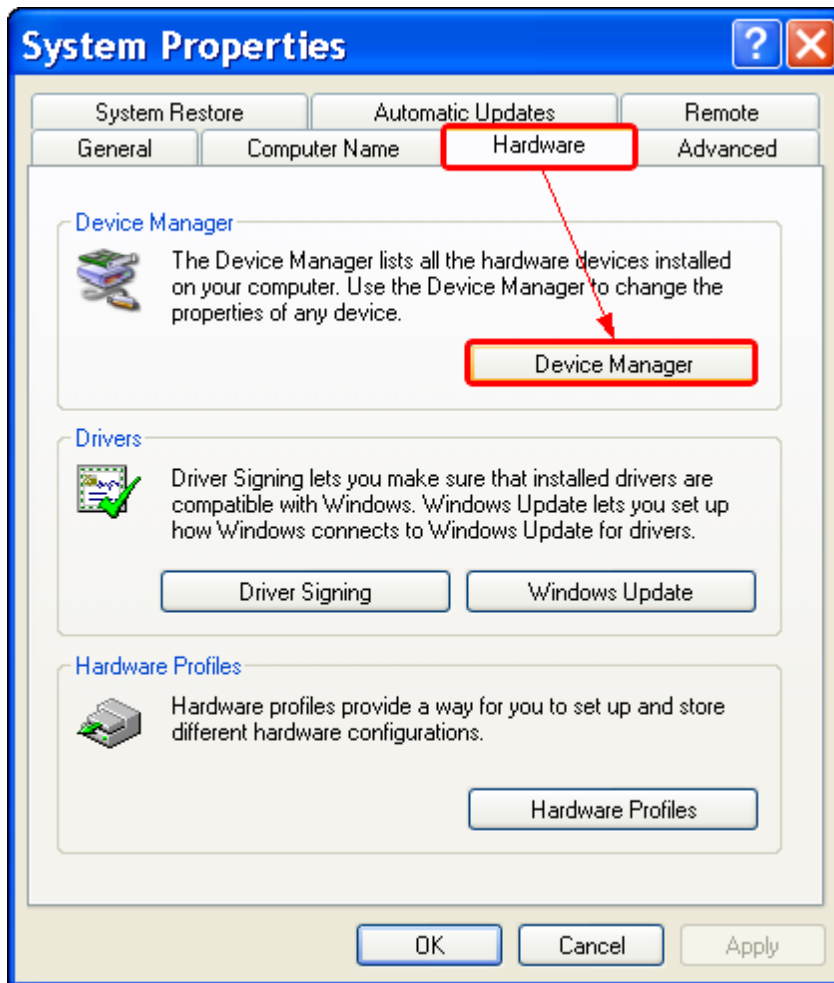 System Properties
System Restore Automatic Updates Remote
General Computer Name Hardware Advanced
Device Manager
The Device Manager lists all the hardware devices installed
on your computer. Use the Device Manager to change the
properties of any device.
Device Manager
Drivers
Driver Signing lets you make sure that installed drivers are
compatible with Windows. Windows Update lets you set up
how Windows connects to Windows Update for drivers.
Driver Signing Windows Update
Hardware Profiles
Hardware profiles provide a way for you to set up and store
different hardware configurations.
Hardware Profiles
OK Cancel Apply